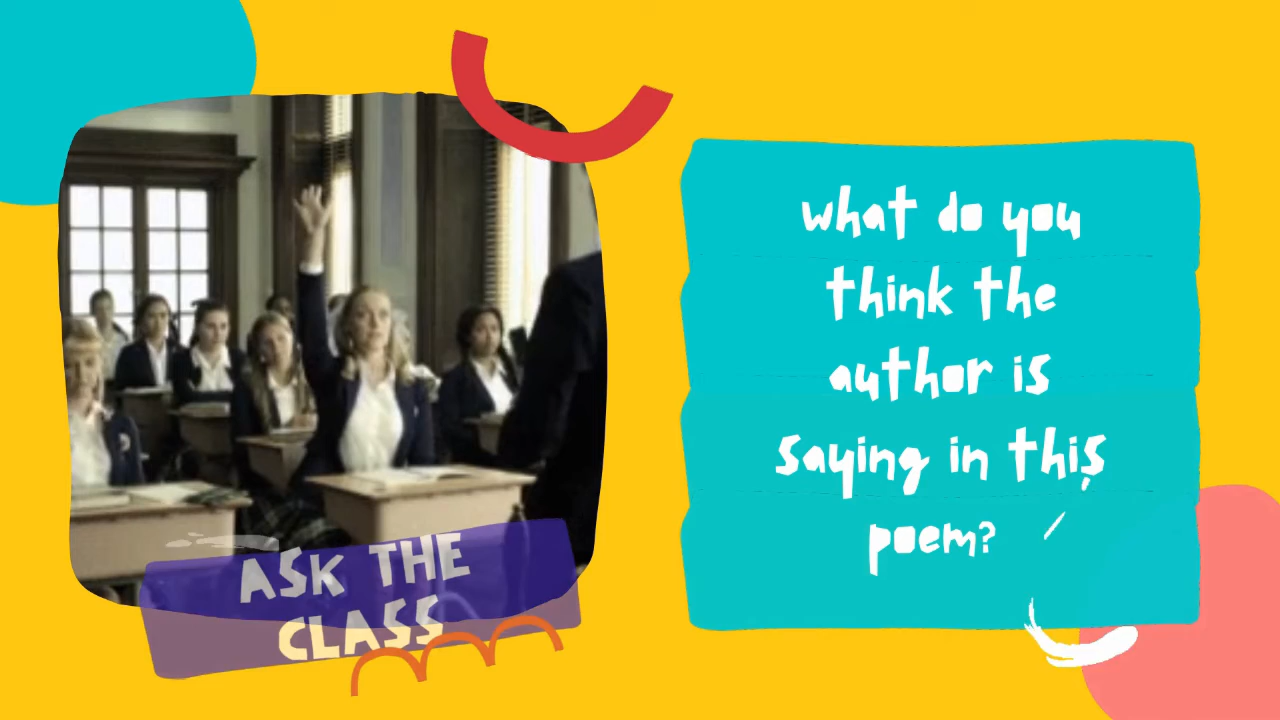 ASK THE
CLASS
what do you
think the
author is
saying in this
poem?